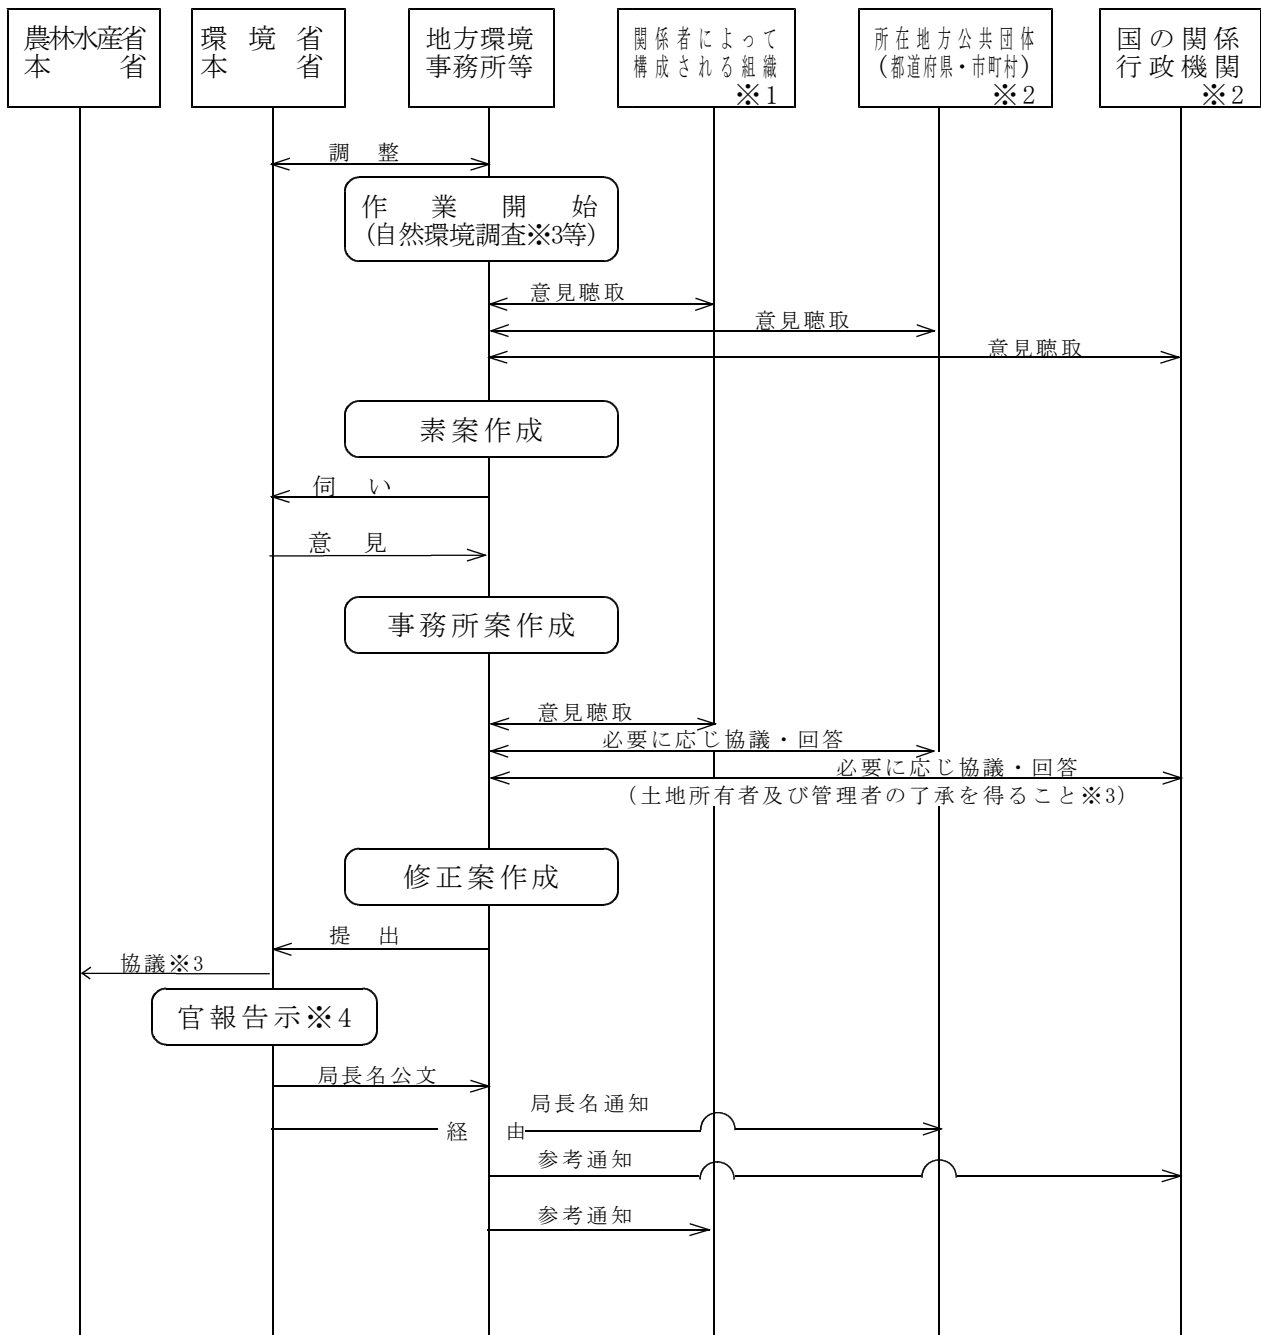 農林水産省
本省
環境省
本省
地方環境
事務所等
関係者によって
構成される組織
※1
所在地方公共団体
(都道府県・市町村)
※2
国の関係
行政機関
※2
調整
作業開始
(自然環境調査※3等)
意見聴取
意見聴取
意見聴取
素案作成
伺い
意見
事務所案作成
意見聴取
必要に応じ協議・回答
必要に応じ協議・回答
(土地所有者及び管理者の了承を得ること※3)
修正案作成
提出
協議※3
官報告示※4
局長名公文
局長名通知
経由
参考通知
参考通知